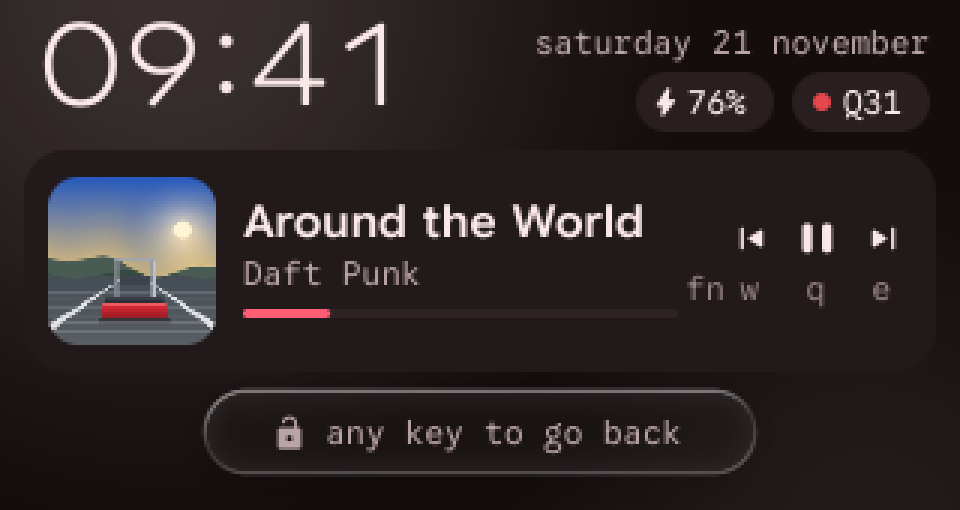 09:41
saturday 21 november
76% Q31
Around the World
Daft Punk
fn w q e
any key to go back